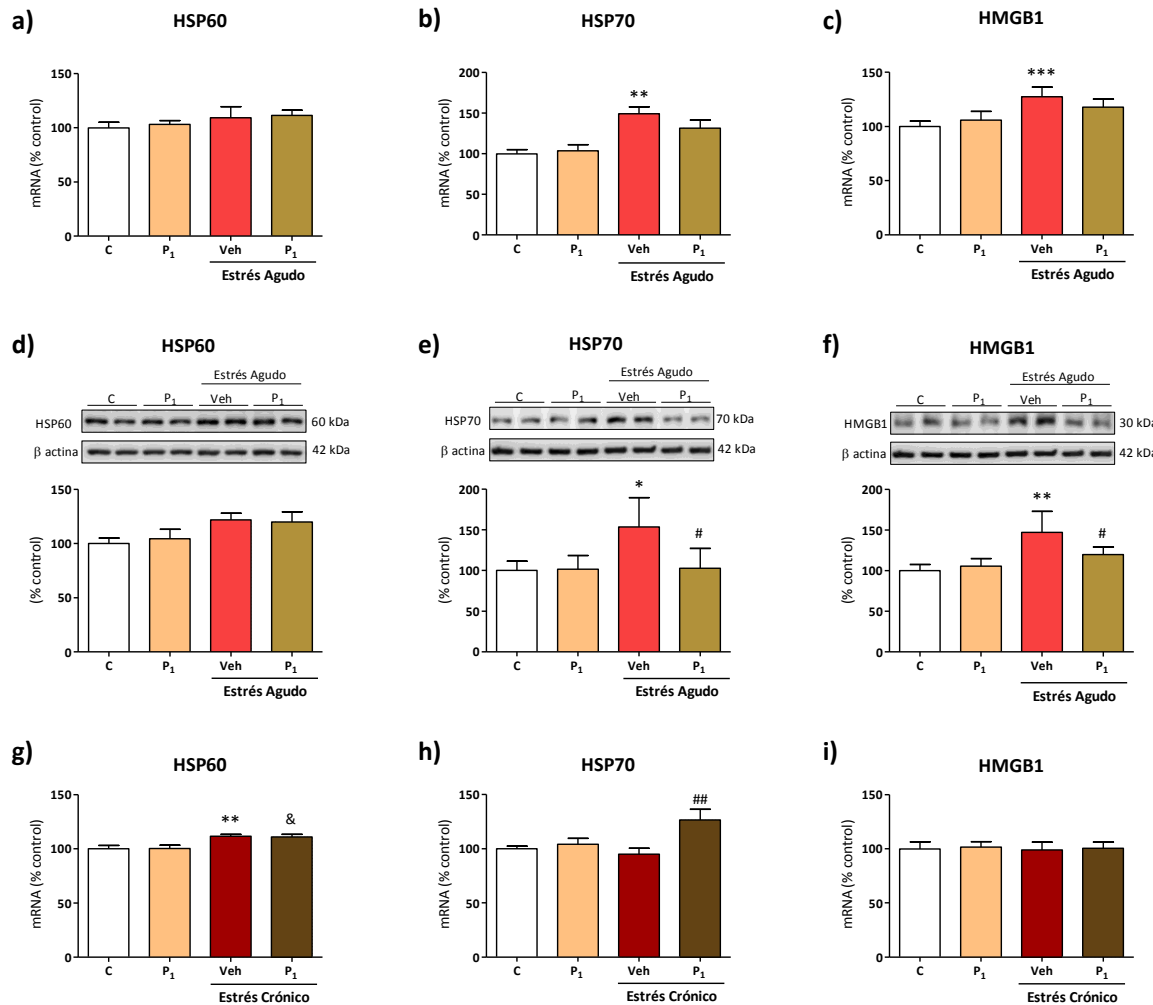 a)
HSP60
mRNA (% control)
150
100
50
0
C P₁ Veh P₁
Estrés Agudo
b)
HSP70
mRNA (% control)
200
150
100
50
0
**
C P₁ Veh P₁
Estrés Agudo
c)
HMGB1
mRNA (% control)
150
100
50
0
***
C P₁ Veh P₁
Estrés Agudo
d)
HSP60
Estrés Agudo
C P₁ Veh P₁
HSP60 60 kDa
β actina 42 kDa
(% control)
150
100
50
0
C P₁ Veh P₁
Estrés Agudo
e)
HSP70
Estrés Agudo
C P₁ Veh P₁
HSP70 70 kDa
β actina 42 kDa
(% control)
200
150
100
50
0
*
#
C P₁ Veh P₁
Estrés Agudo
f)
HMGB1
Estrés Agudo
C P₁ Veh P₁
HMGB1 30 kDa
β actina 42 kDa
(% control)
200
150
100
50
0
**
#
C P₁ Veh P₁
Estrés Agudo
g)
HSP60
mRNA (% control)
150
100
50
0
**
&
C P₁ Veh P₁
Estrés Crónico
h)
HSP70
mRNA (% control)
150
100
50
0
##
C P₁ Veh P₁
Estrés Crónico
i)
HMGB1
mRNA (% control)
150
100
50
0
C P₁ Veh P₁
Estrés Crónico